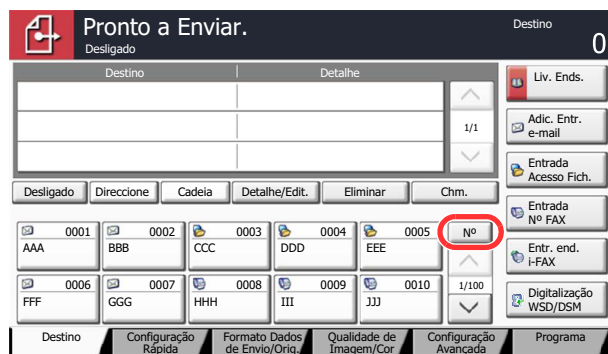 Pronto a Enviar.
Desligado
Destino
0
Destino Detalhe
1/1
Liv. Ends.
Adic. Entr.
e-mail
Entrada
Acesso Fich.
Entrada
Nº FAX
Entr. end.
i-FAX
Digitalização
WSD/DSM
Desligado Direccione Cadeia Detalhe/Edit. Eliminar Chm.
0001 0002 0003 0004 0005 Nº
AAA BBB CCC DDD EEE
0006 0007 0008 0009 0010 1/100
FFF GGG HHH III JJJ
Destino
Configuração
Rápida
Formato Dados
de Envio/Orig.
Qualidade de
Imagem/Cor
Configuração
Avançada
Programa